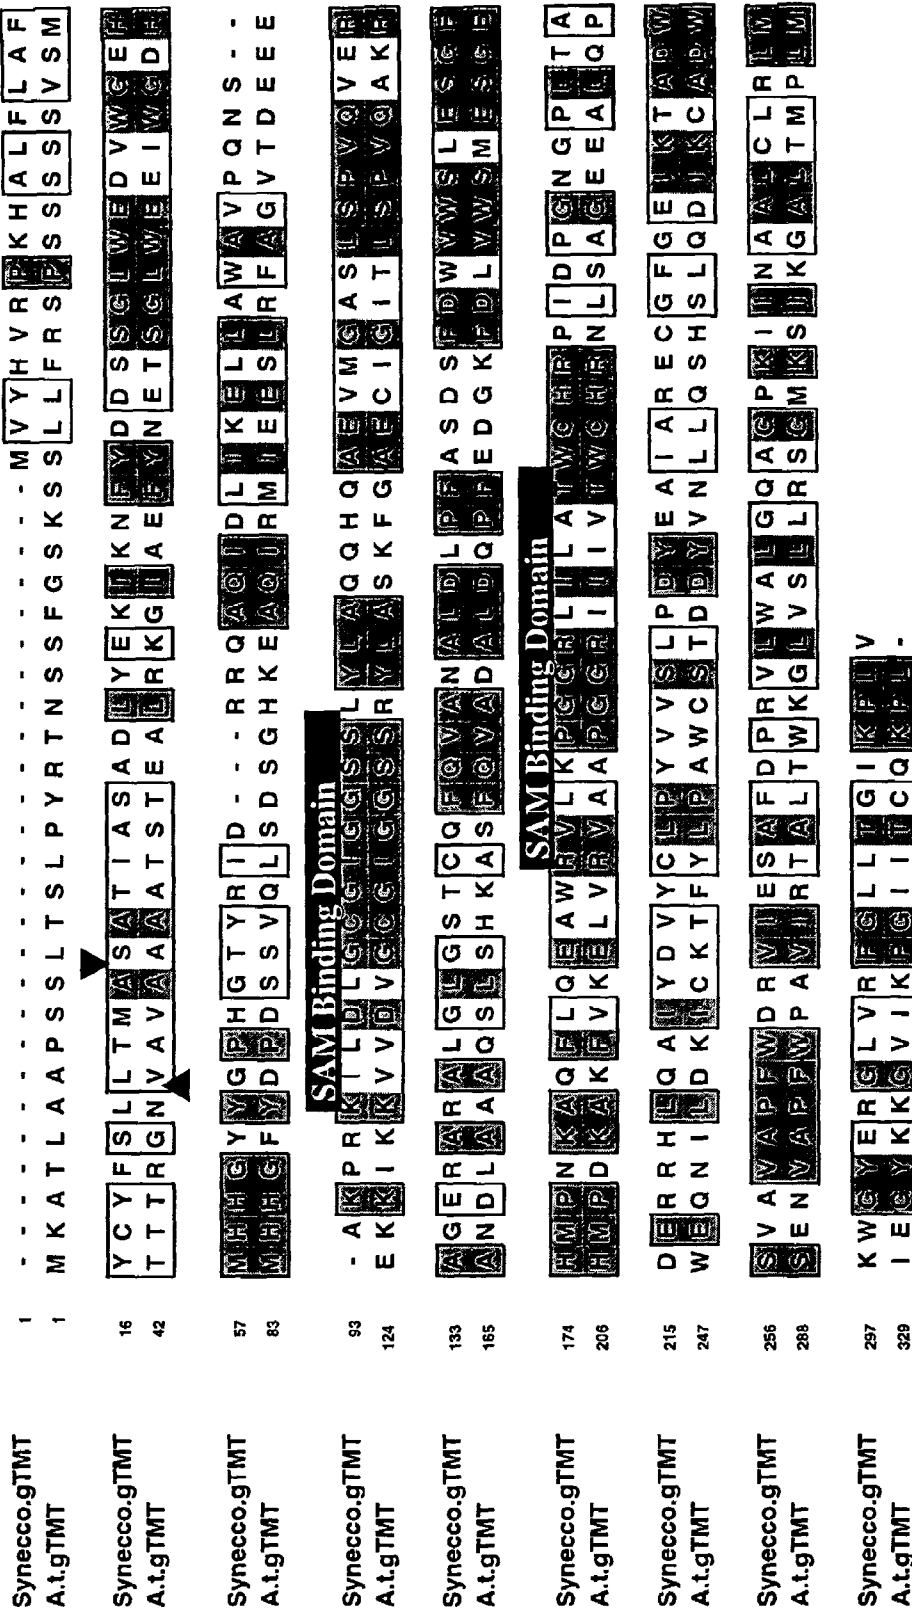 Synecco.gTMT 1 - - - - - - - - - - - - - - - - - - - - - - - - - - M V Y H V R P K H A L F L A F
A.t.gTMT 1 M K A T L A A P S S L T S L P Y R T N S S F G S K S S L L F R S P S S S S S V S M
Synecco.gTMT 16 Y C Y F S L L T M A S A T I A S A D L Y E K I K N F Y D D S S G L W E D V W G E H
A.t.gTMT 42 T T T R G N V A V A A A A T S T E A L R K G I A E F Y N E T S G L W E E I W G D H
Synecco.gTMT 57 M H H G Y Y G P H G T Y R I D - - - R R Q A Q I D L I K E L L A W A V P Q N S - -
A.t.gTMT 83 M H H G F Y D P D S S V Q L S D S G H K E A Q I R M I E E S L R F A G V T D E E E
SAM Binding Domain
Synecco.gTMT 93 - A K P R K I L D L G C G I G G S S L Y L A Q Q H Q A E V M G A S L S P V Q V E R
A.t.gTMT 124 E K K I K K V V D V G C G I G G S S R Y L A S K F G A E C I G I T L S P V Q A K R
Synecco.gTMT 133 A G E R A R A L G L G S T C Q F Q V A N A L D L P F A S D S F D W V W S L E S G E
A.t.gTMT 165 A N D L A A A Q S L S H K A S F Q V A D A L D Q P F E D G K F D L V W S M E S G E
SAM Binding Domain
Synecco.gTMT 174 H M P N K A Q F L Q E A W R V L K P G G R L I L A T W C H R P I D P G N G P L T A
A.t.gTMT 206 H M P D K A K F V K E L V R V A A P G G R I I I V T W C H R N L S A G E E A L Q P
Synecco.gTMT 215 D E R R H L Q A I Y D V Y C L P Y V V S L P D Y E A I A R E C G F G E I K T A D W
A.t.gTMT 247 W E Q N I L D K I C K T F Y L P A W C S T D D Y V N L L Q S H S L Q D I K C A D W
Synecco.gTMT 256 S V A V A P F W D R V I E S A F D P R V L W A L G Q A G P K I I N A A L C L R L M
A.t.gTMT 288 S E N V A P F W P A V I R T A L T W K G L V S L L R S G M K S I K G A L T M P L M
Synecco.gTMT 297 K W G Y E R G L V R F G L L T G I K P L V
A.t.gTMT 329 I E G Y K K G V I K F G I I T C Q K P L -